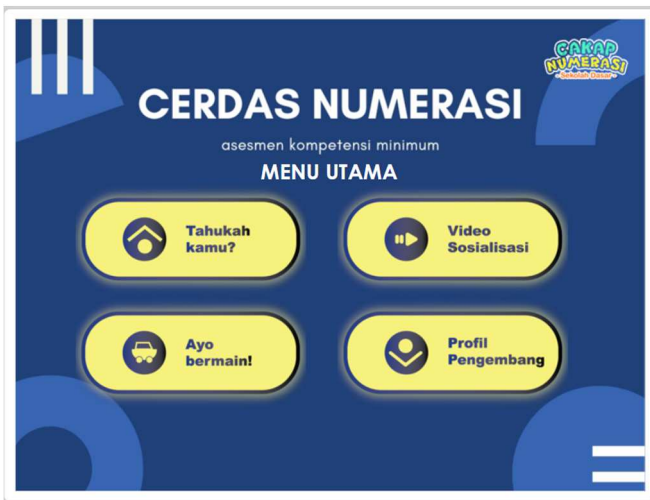 CAKAP
NUMERASI
Sekolah Dasar
CERDAS NUMERASI
asesmen kompetensi minimum
MENU UTAMA
Tahukah
kamu?
Video
Sosialisasi
Ayo
bermain!
Profil
Pengembang